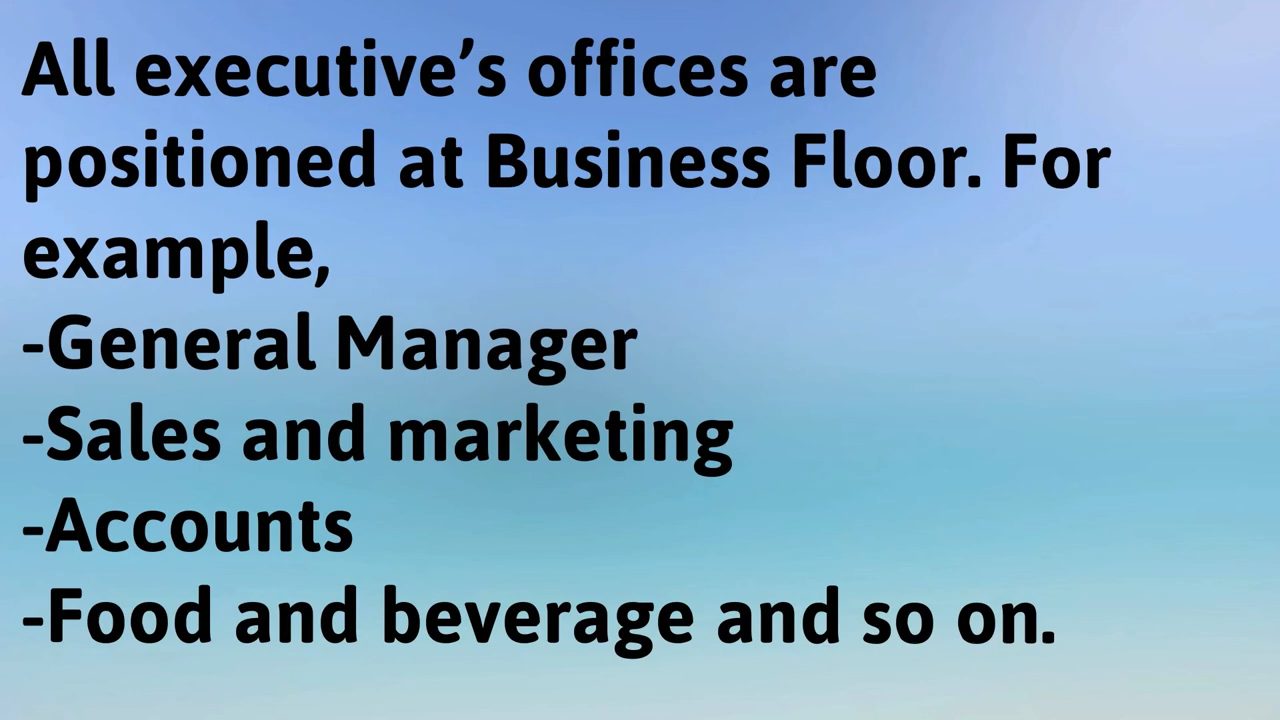 All executive’s offices are
positioned at Business Floor. For
example,
-General Manager
-Sales and marketing
-Accounts
-Food and beverage and so on.